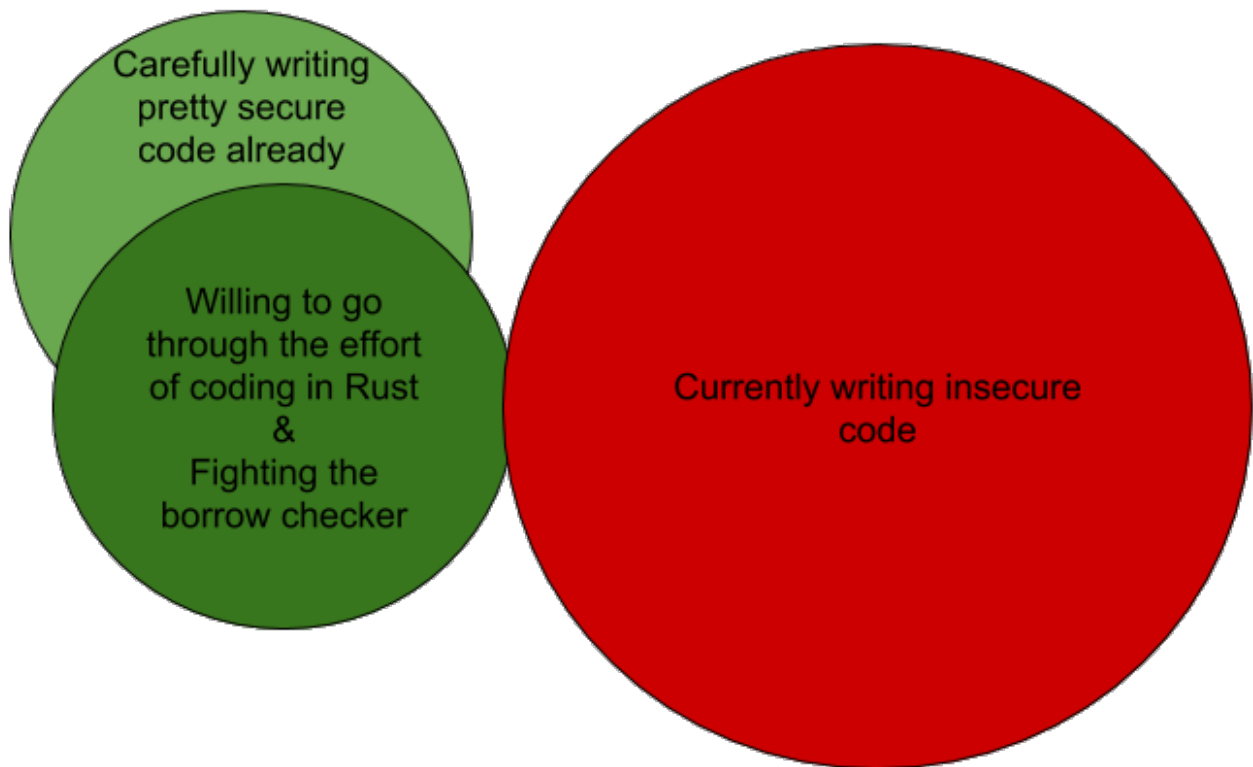 Carefully writing
pretty secure
code already
Willing to go
through the effort
of coding in Rust
&
Fighting the
borrow checker
Currently writing insecure
code